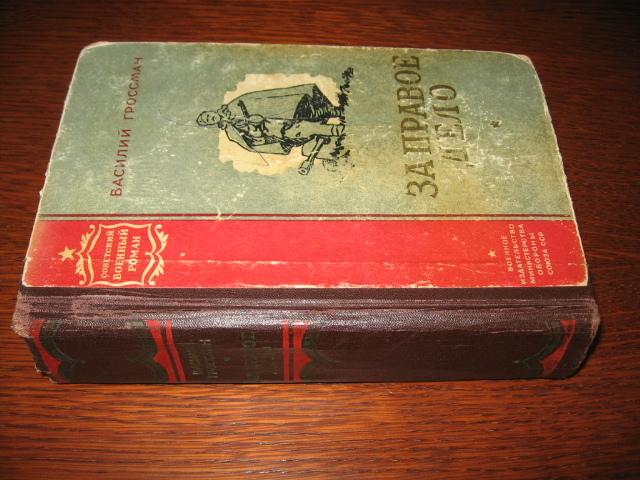 ВАСИЛИЙ ГРОССМАН
ЗА ПРАВОЕ
ДЕЛО
СОВЕТСКИЙ
ВОЕННЫЙ
РОМАН
ВОЕННОЕ
ИЗДАТЕЛЬСТВО
МИНИСТЕРСТВА
ОБОРОНЫ
СОЮЗА ССР